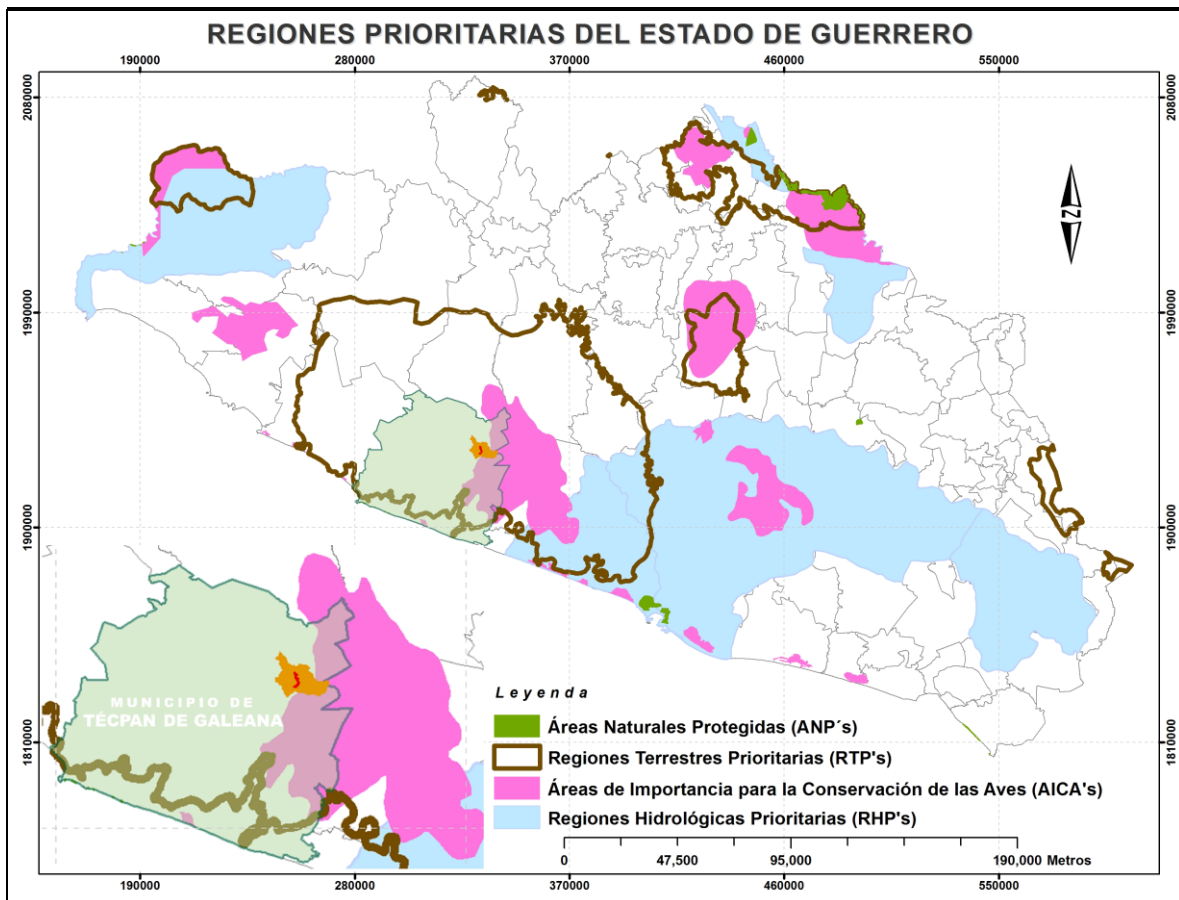 REGIONES PRIORITARIAS DEL ESTADO DE GUERRERO
190000 280000 370000 460000 550000
2080000 2080000
1990000 1990000
1900000 1900000
1810000 1810000
N
MUNICIPIO DE
TÉCPAN DE GALEANA
Leyenda
Áreas Naturales Protegidas (ANP´s)
Regiones Terrestres Prioritarias (RTP's)
Áreas de Importancia para la Conservación de las Aves (AICA's)
Regiones Hidrológicas Prioritarias (RHP's)
0 47,500 95,000 190,000 Metros
190000 280000 370000 460000 550000